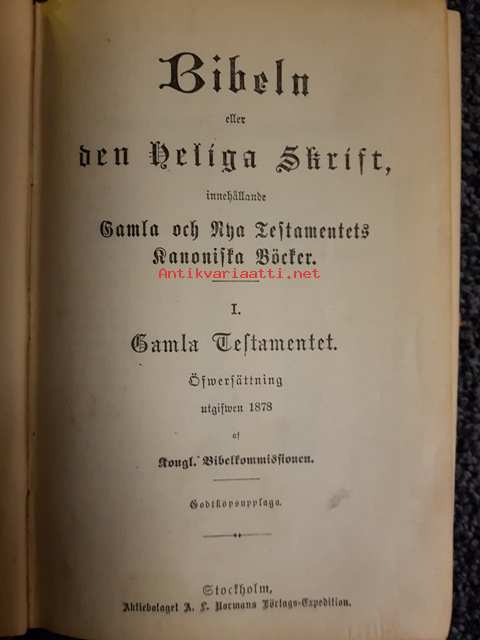 Bibeln
eller
den Heliga Skrift,
innehållande
Gamla och Nya Testamentets
Kanoniska Böcker.
Antikvariaatti.net
I.
Gamla Testamentet.
Öfwersättning
utgifwen 1878
af
Kongl. Bibelkommissionen.
Godtköpsupplaga.
Stockholm,
Aktiebolaget A. L. Normans Förlags-Expedition.